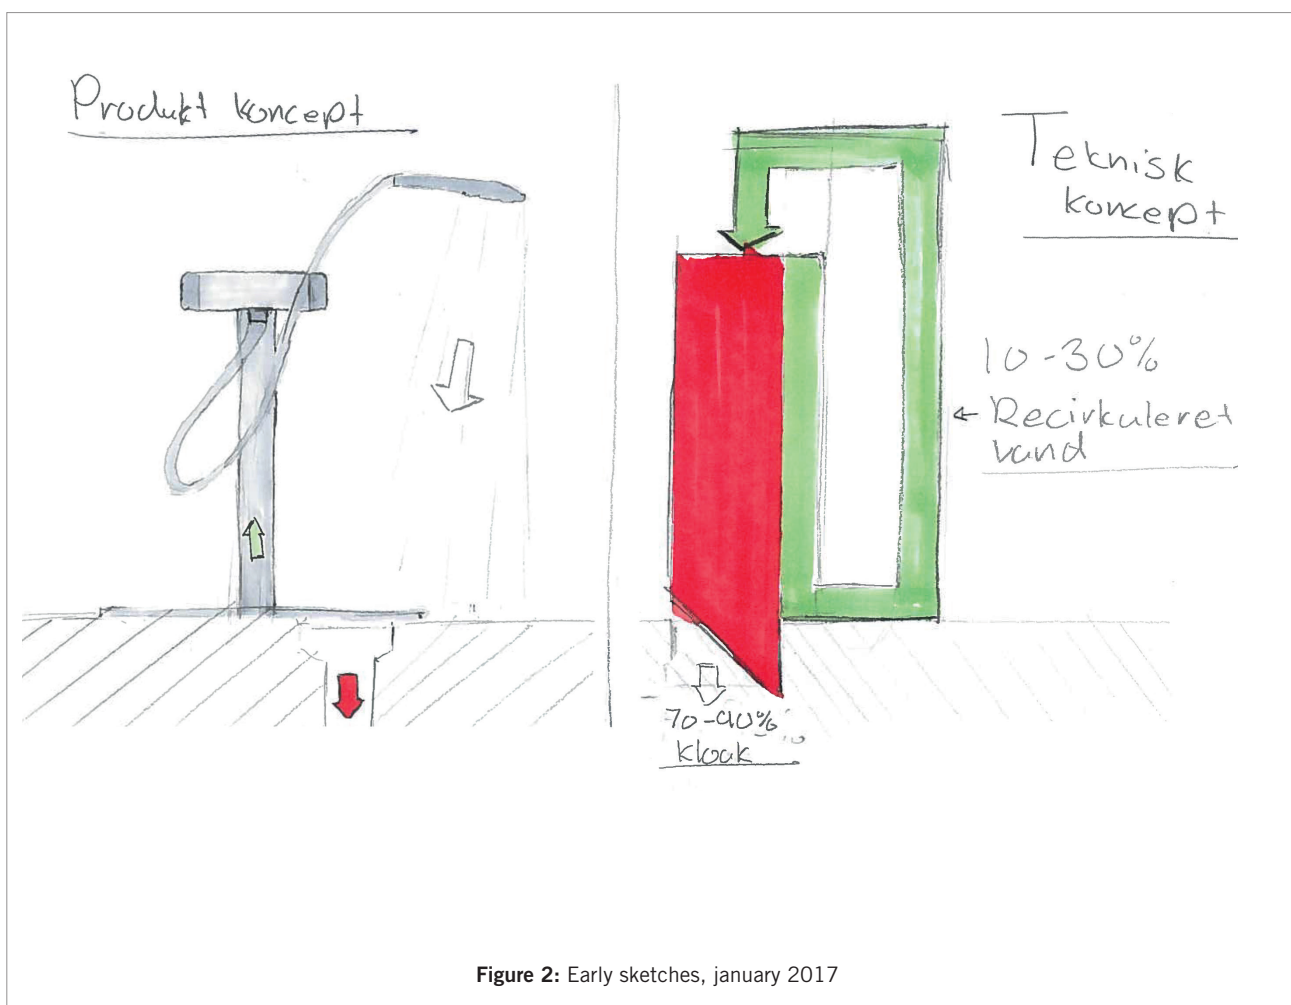 Produkt koncept
Teknisk
koncept
10-30%
← Recirkuleret
vand
70-90%
kloak
Figure 2: Early sketches, january 2017